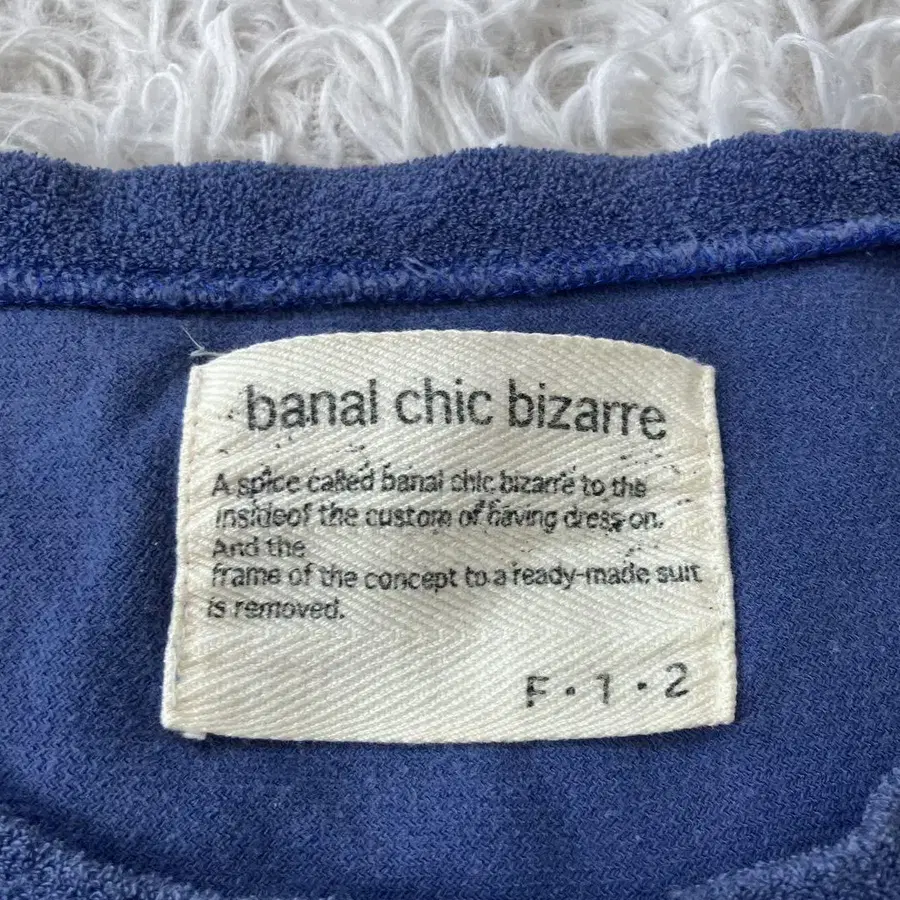 banal chic bizarre
A spice called banal chic bizarre to the
insideof the custom of having dress on.
And the
frame of the concept to a ready-made suit
is removed.
F・1・2